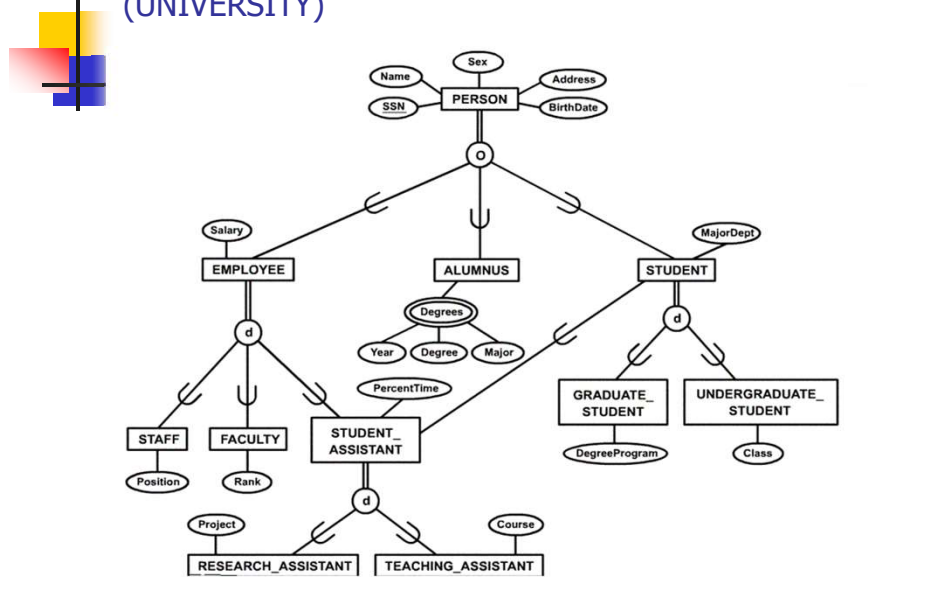 (UNIVERSITY)
Sex
Name
Address
SSN
PERSON
BirthDate
O
Salary
MajorDept
EMPLOYEE
ALUMNUS
STUDENT
Degrees
d
d
Year
Degree
Major
PercentTime
GRADUATE_
STUDENT
UNDERGRADUATE_
STUDENT
STAFF
FACULTY
STUDENT_
ASSISTANT
DegreeProgram
Class
Position
Rank
d
Project
Course
RESEARCH_ASSISTANT
TEACHING_ASSISTANT